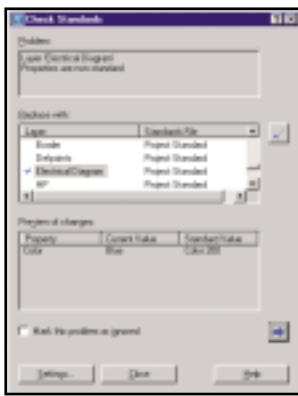 Check Standards
Problem:
Layer Electrical Diagram
Properties are non-standard
Replace with:
Layer Standards File
Border Project Standard
Defpoints Project Standard
Electrical Diagram Project Standard
Project Standard
Preview of changes:
Property Current Value Standard Value
Color Blue Color 200
Mark this problem as ignored
Settings... Close Help